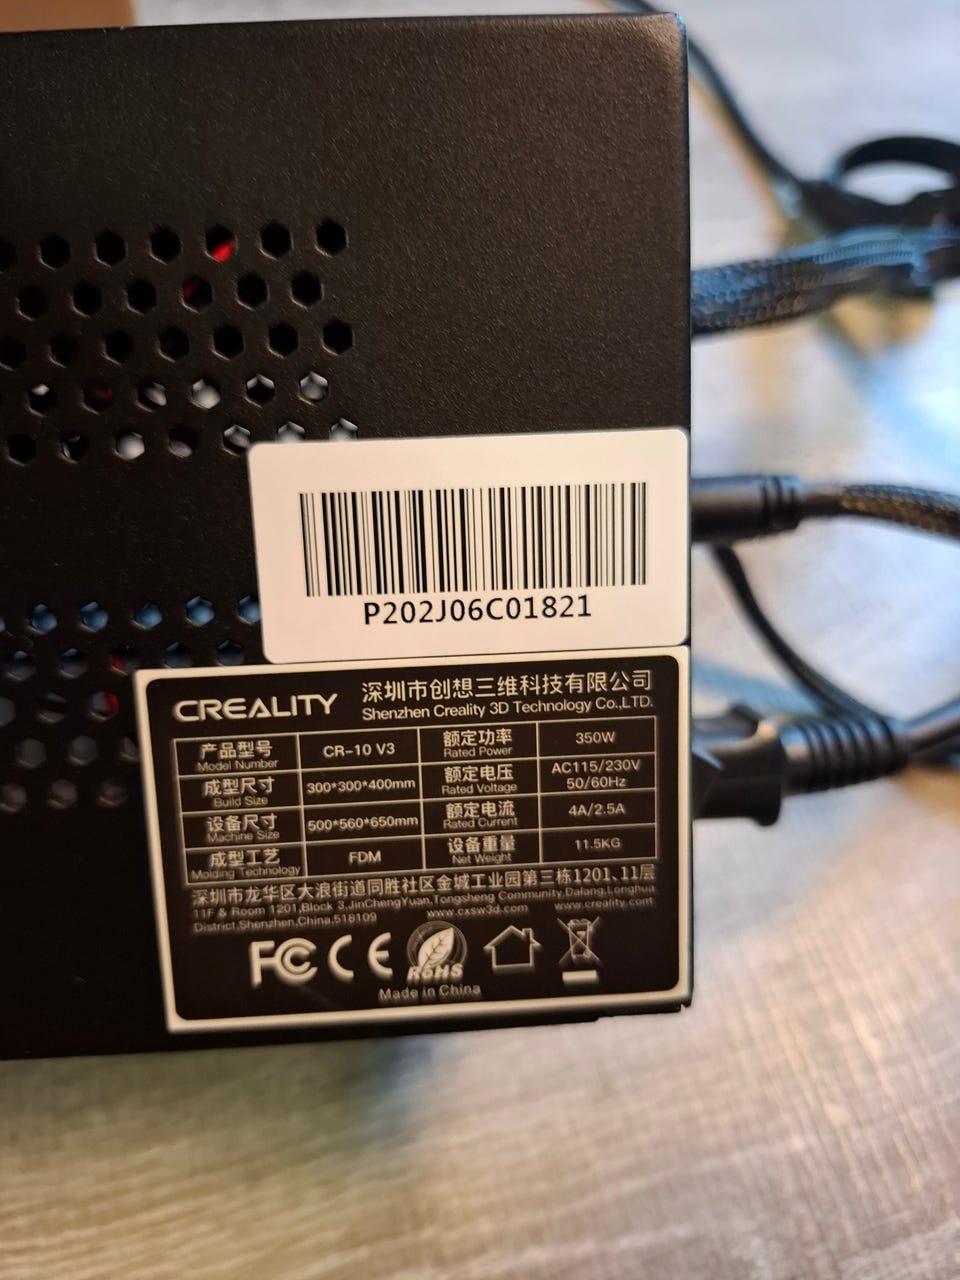 P202J06C01821
CREALITY 深圳市创想三维科技有限公司
Shenzhen Creality 3D Technology Co.,LTD.
产品型号 CR-10 V3 额定功率 350W
Model Number Rated Power
成型尺寸 300*300*400mm 额定电压 AC115/230V
Build Size Rated Voltage 50/60Hz
设备尺寸 500*560*650mm 额定电流 4A/2.5A
Machine Size Rated Current
成型工艺 FDM 设备重量 11.5KG
Molding Technology Net Weight
深圳市龙华区大浪街道同胜社区金城工业园第三栋1201、11层
11F & Room 1201,Block 3,JinChengYuan,Tongsheng Community,Dalang,Longhua
District,Shenzhen,China,518109 www.cxsw3d.com www.creality.com
FC CE RoHS
Made in China